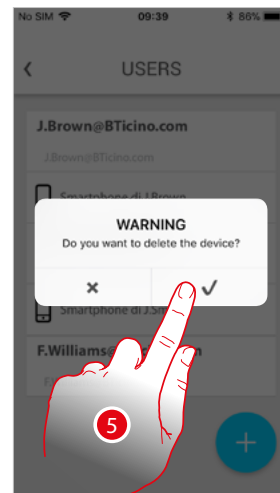 No SIM 09:39 86%
USERS
J.Brown@BTicino.com
J.Brown@BTicino.com
Smartphone di J.Brown
WARNING
Do you want to delete the device?
Smartphone di J.Sm
F.Williams@
5